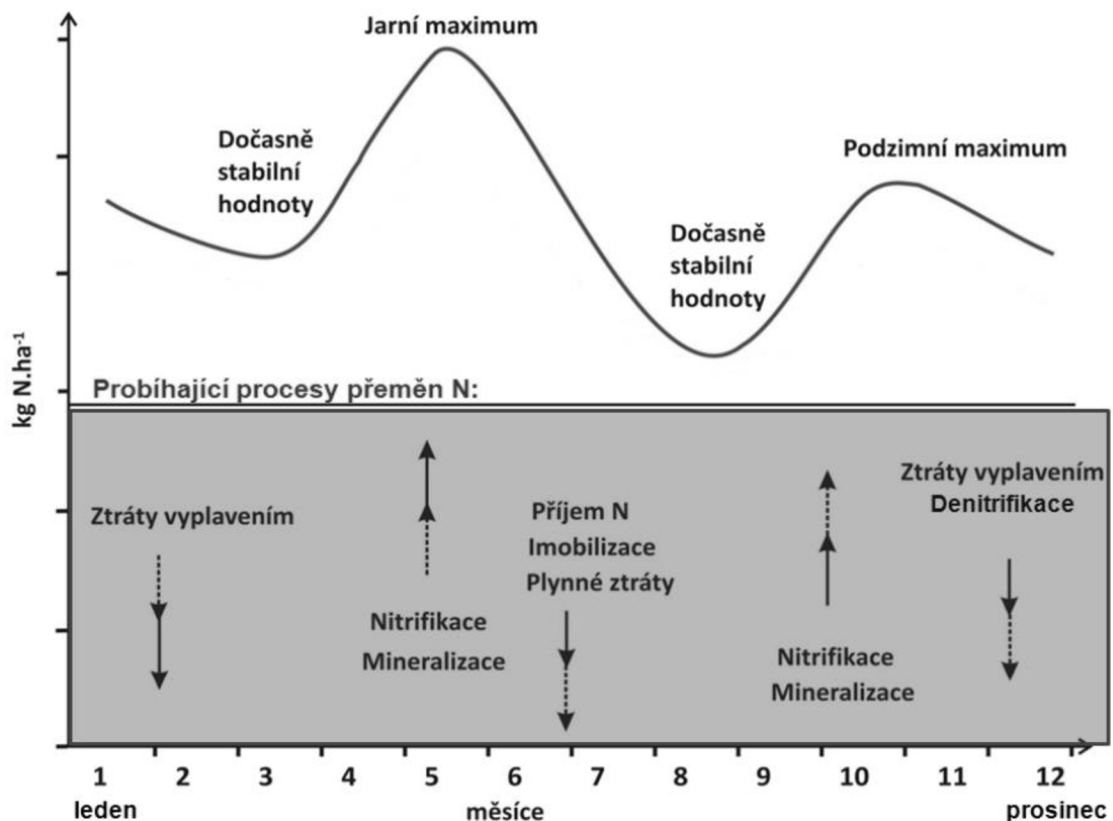 Jarní maximum
Dočasně
stabilní
hodnoty
Podzimní maximum
Dočasně
stabilní
hodnoty
kg N.ha⁻¹
Probíhající procesy přeměn N:
Ztráty vyplavením
Nitrifikace
Mineralizace
Příjem N
Imobilizace
Plynné ztráty
Nitrifikace
Mineralizace
Ztráty vyplavením
Denitrifikace
1 2 3 4 5 6 7 8 9 10 11 12
leden měsíce prosinec